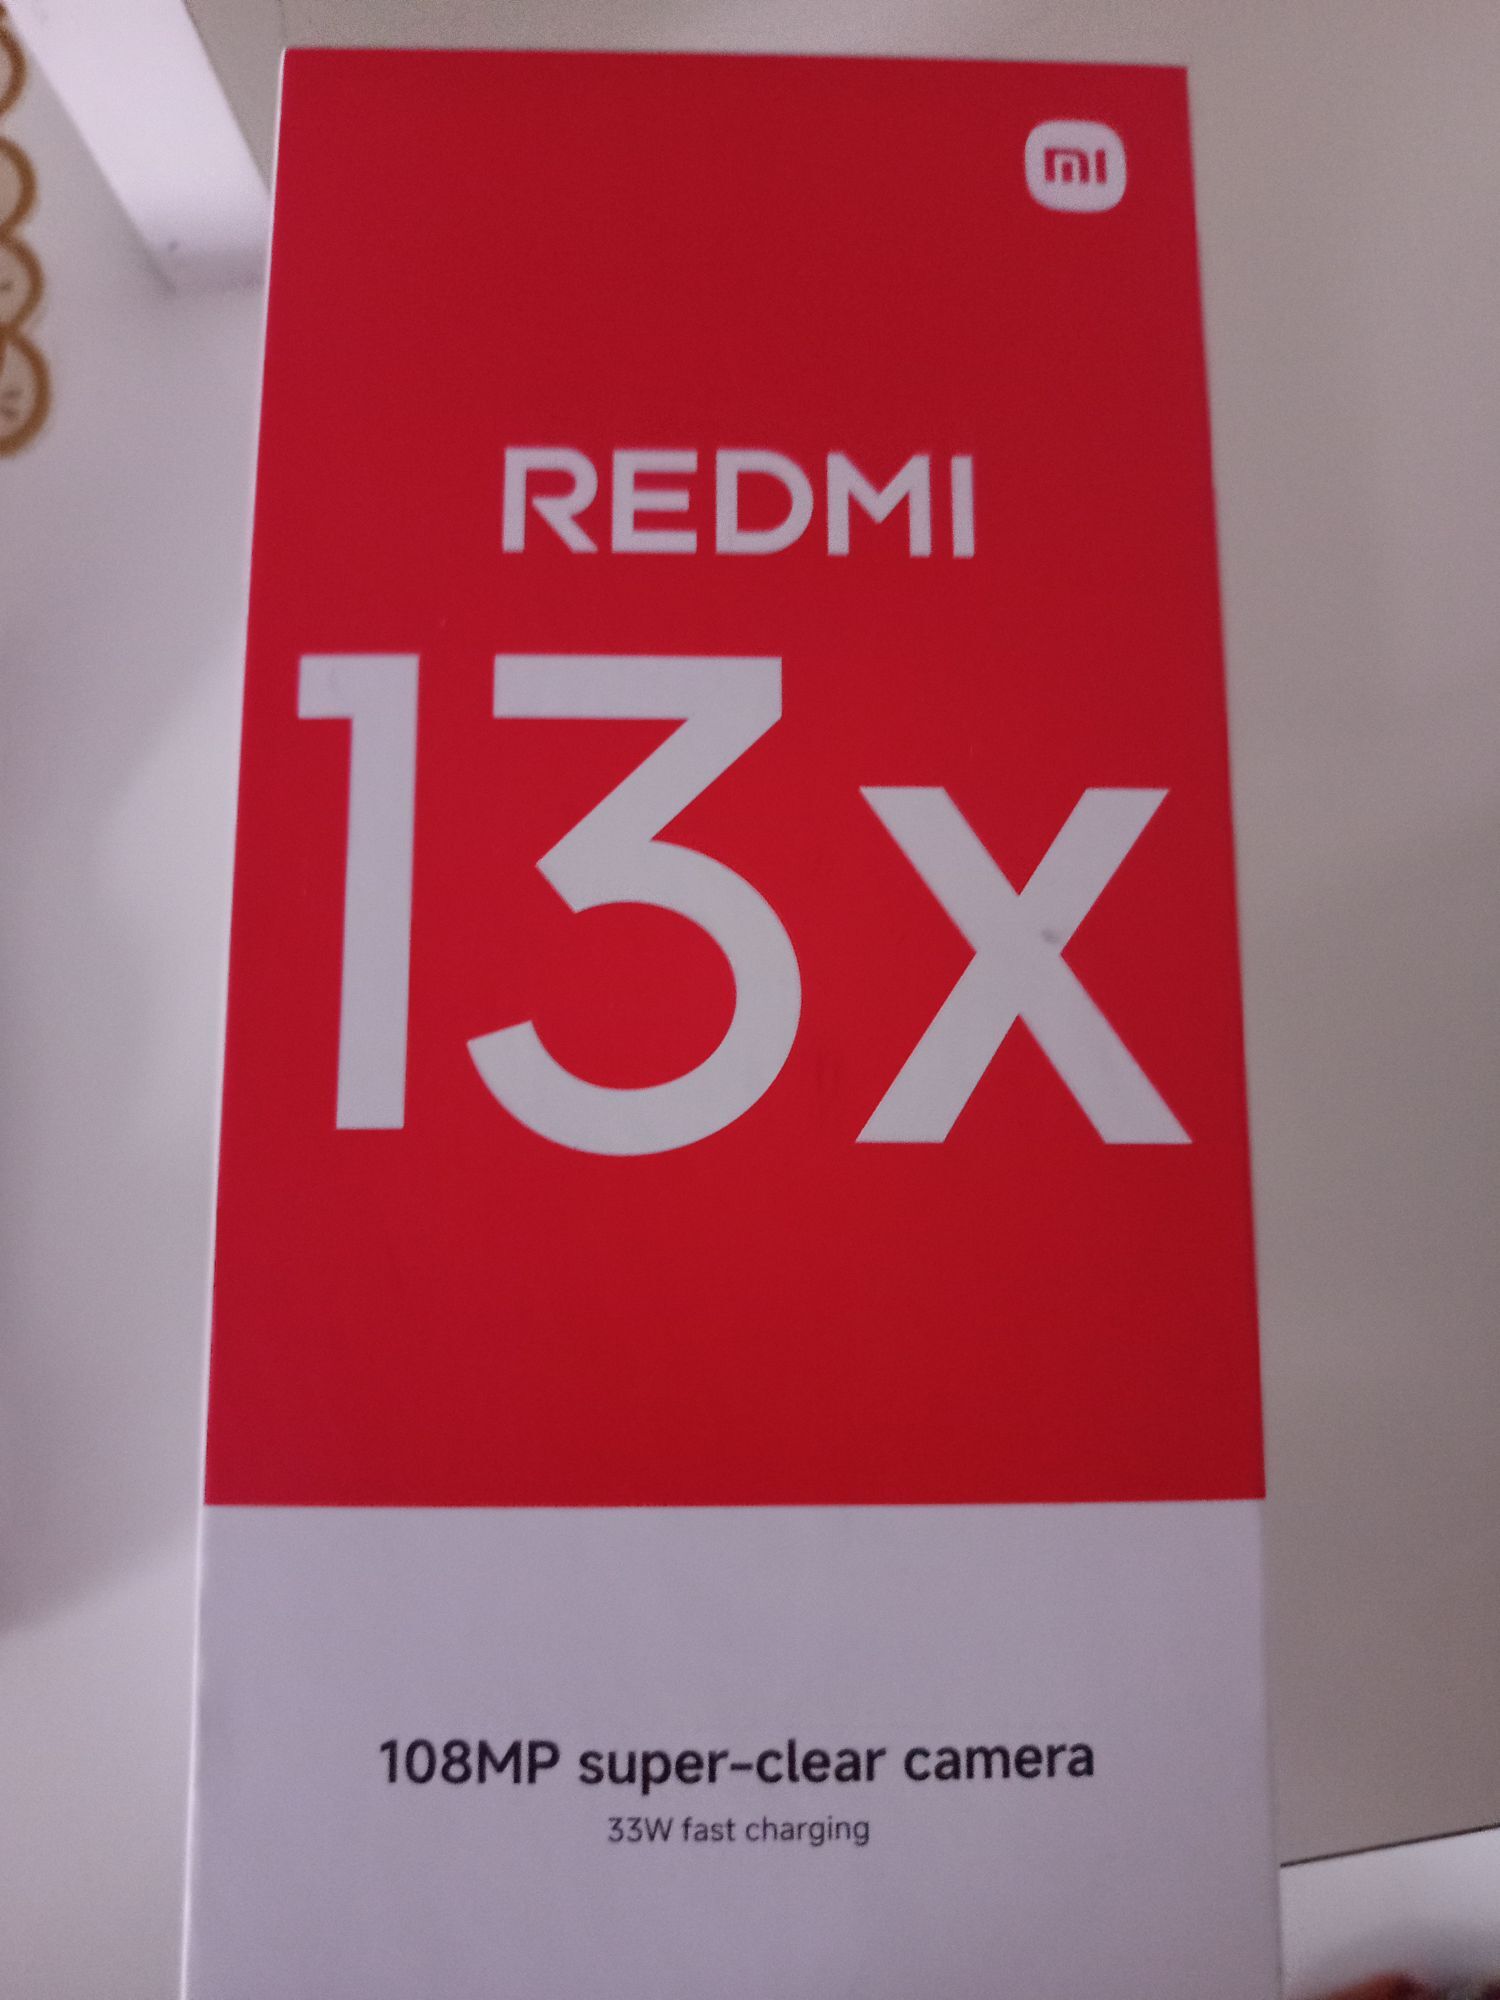 mi
REDMI
13x
108MP super-clear camera
33W fast charging